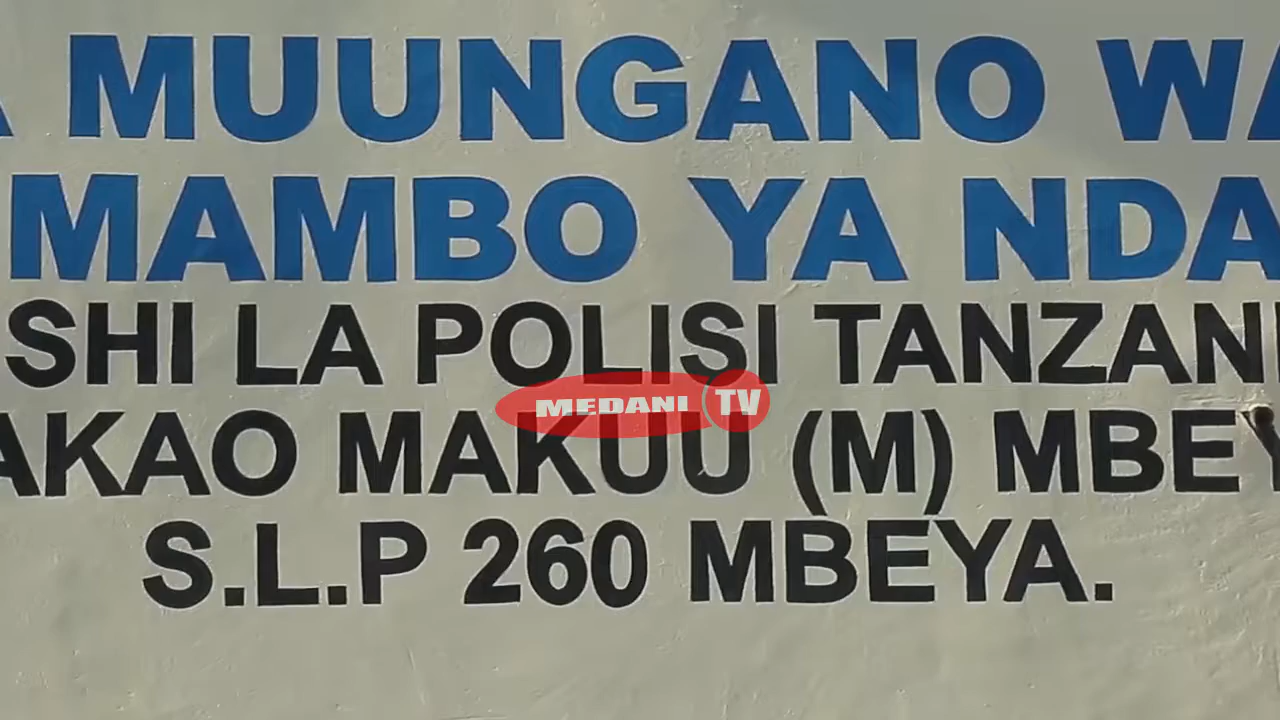 A MUUNGANO WA
MAMBO YA NDA
SHI LA POLISI TANZANI
AKAO MAKUU (M) MBEY
S.L.P 260 MBEYA.
MEDANI TV